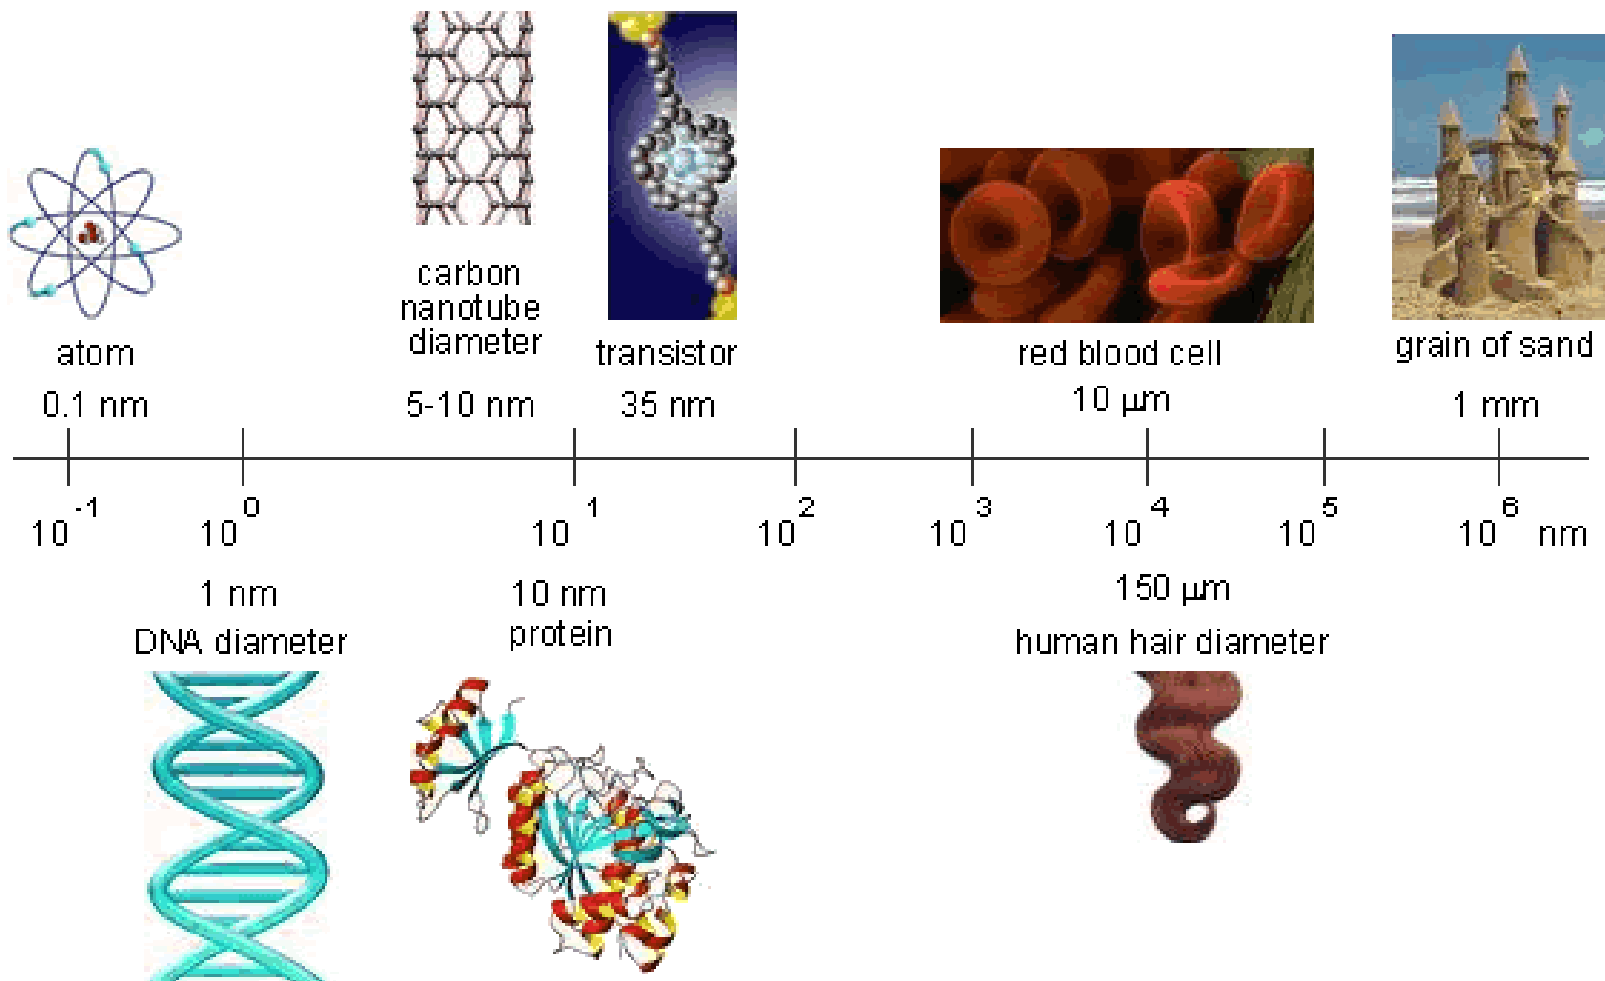 atom
0.1 nm
carbon
nanotube
diameter
5-10 nm
transistor
35 nm
red blood cell
10 µm
grain of sand
1 mm
10^-1
10^0
10^1
10^2
10^3
10^4
10^5
10^6 nm
1 nm
DNA diameter
10 nm
protein
150 µm
human hair diameter